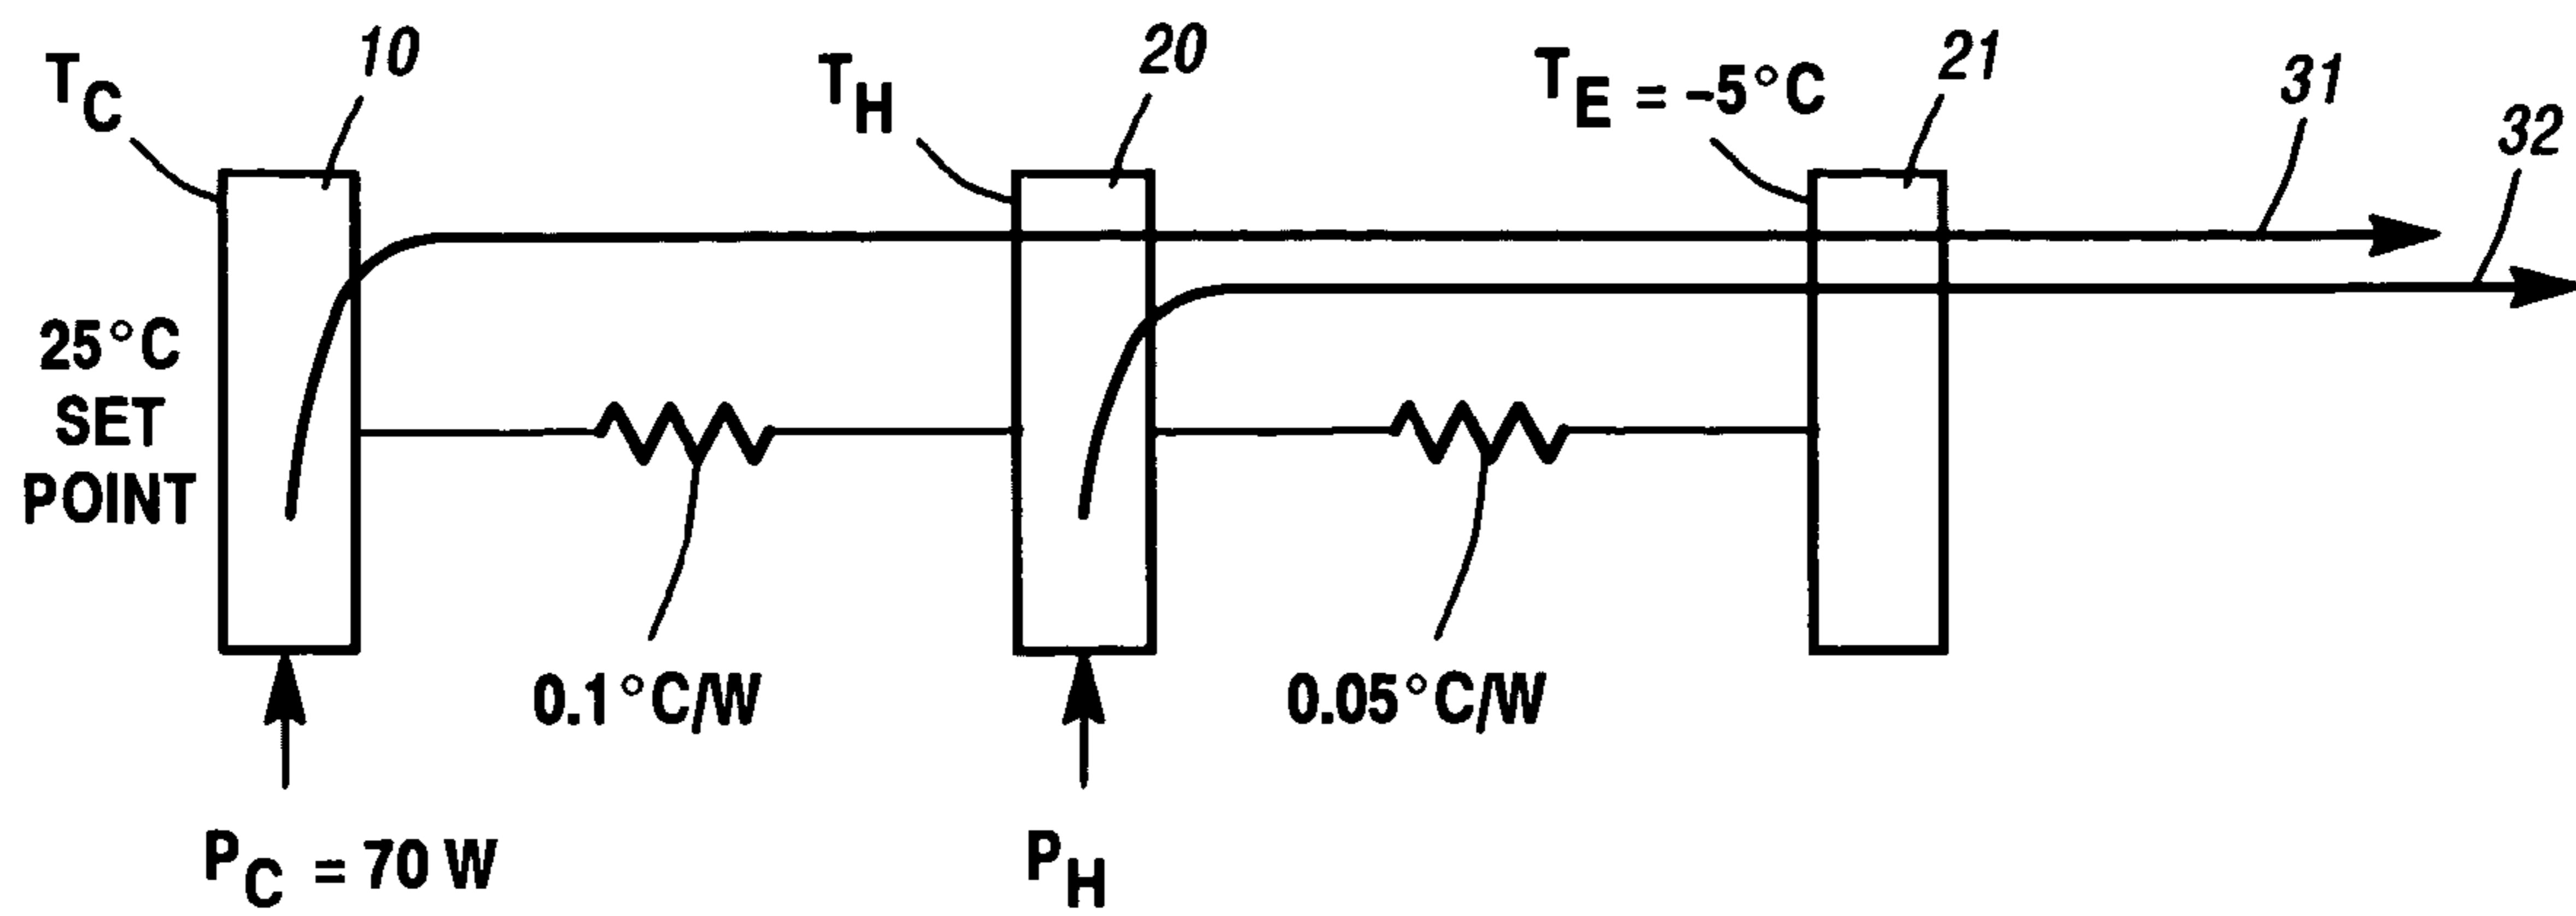 T_C
10
T_H
20
T_E = -5°C
21
31
32
25°C
SET
POINT
0.1°C/W
0.05°C/W
P_C = 70 W
P_H